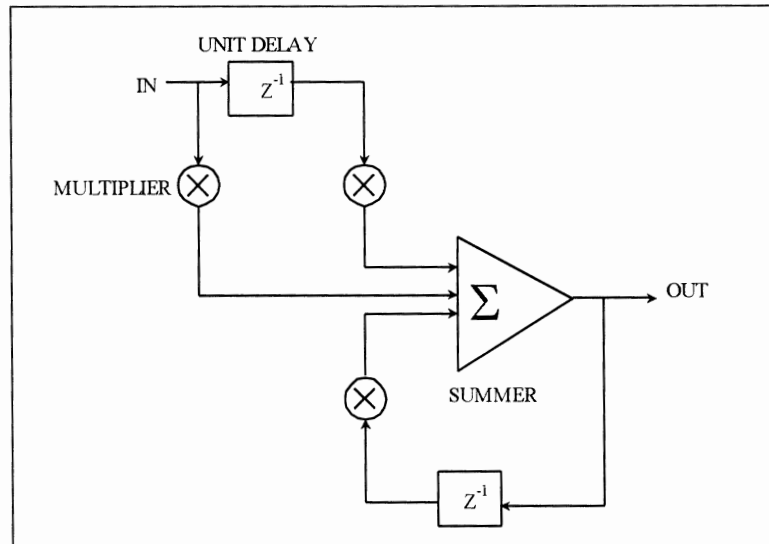 UNIT DELAY
IN
Z⁻¹
MULTIPLIER
Σ
OUT
SUMMER
Z⁻¹